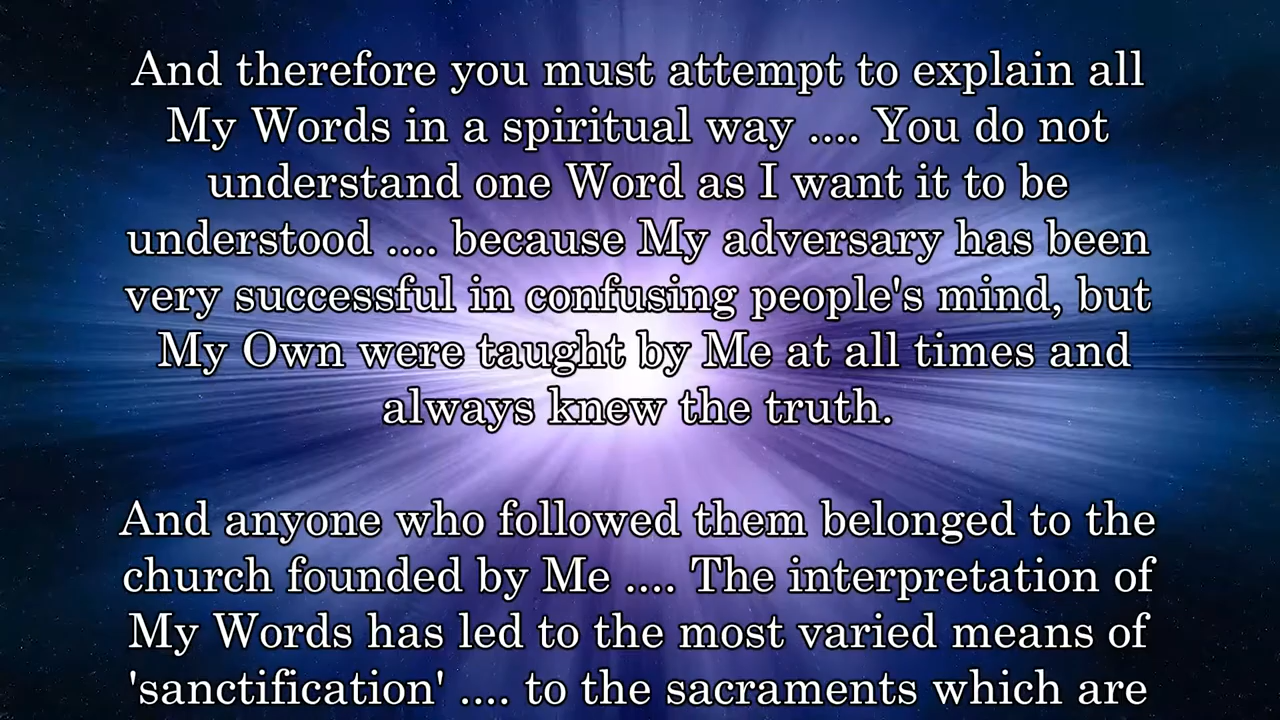 And therefore you must attempt to explain all
My Words in a spiritual way .... You do not
understand one Word as I want it to be
understood .... because My adversary has been
very successful in confusing people's mind, but
My Own were taught by Me at all times and
always knew the truth.
And anyone who followed them belonged to the
church founded by Me .... The interpretation of
My Words has led to the most varied means of
'sanctification' .... to the sacraments which are